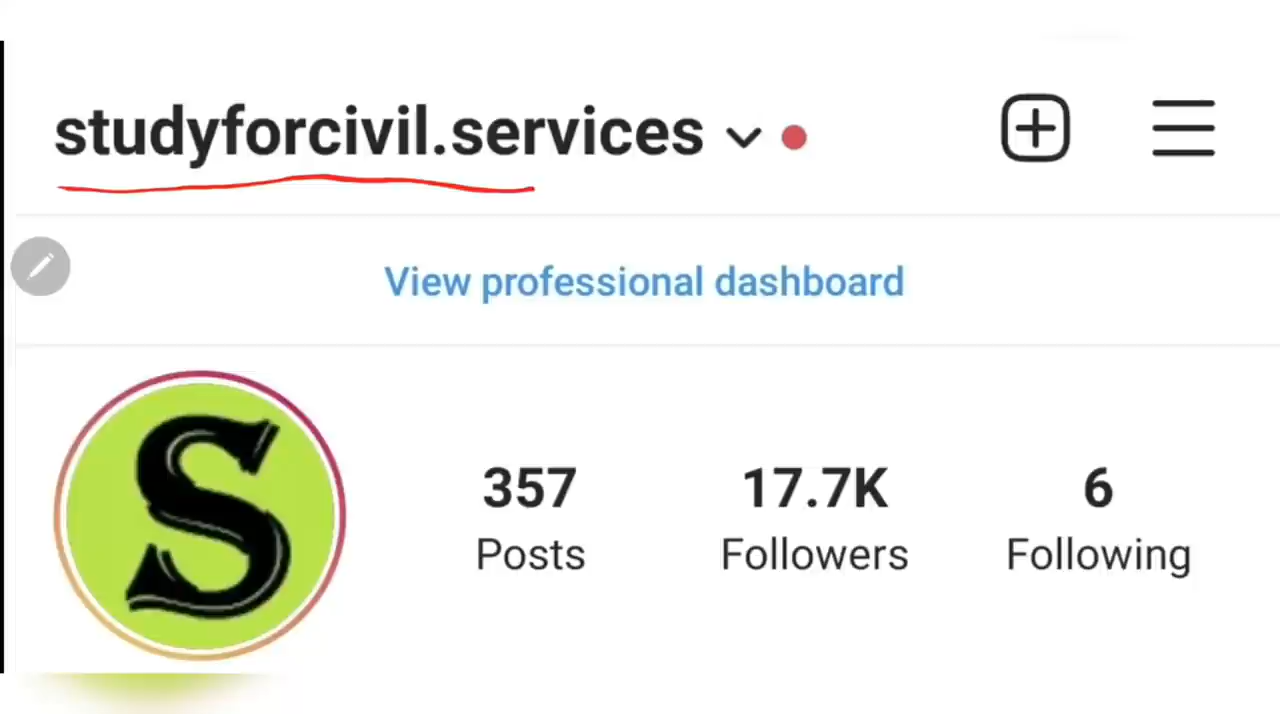 studyforcivil.services
View professional dashboard
S
357 17.7K 6
Posts Followers Following